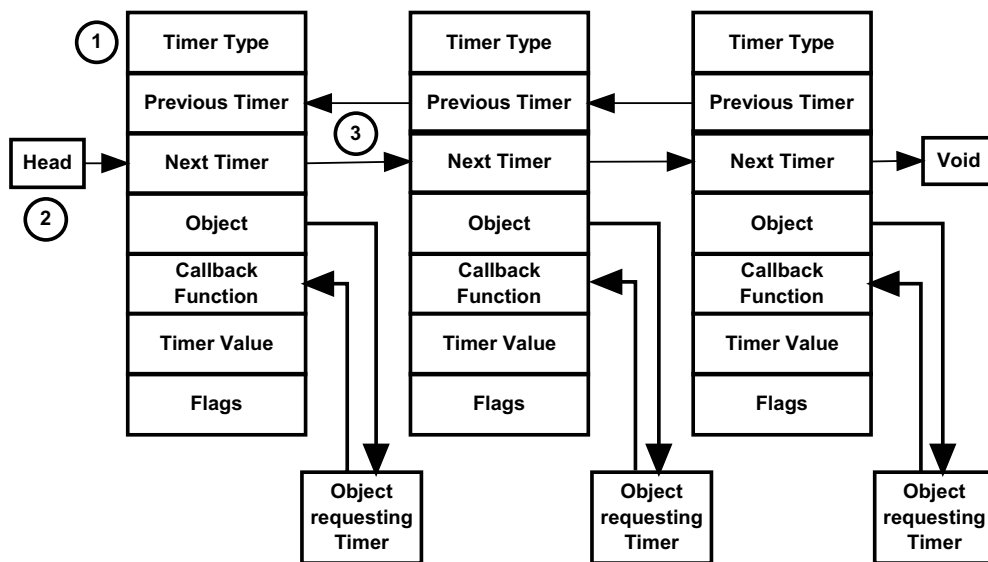 1
Timer Type
Timer Type
Timer Type
Previous Timer
Previous Timer
Previous Timer
3
Head
Next Timer
Next Timer
Next Timer
Void
2
Object
Object
Object
Callback
Function
Callback
Function
Callback
Function
Timer Value
Timer Value
Timer Value
Flags
Flags
Flags
Object
requesting
Timer
Object
requesting
Timer
Object
requesting
Timer